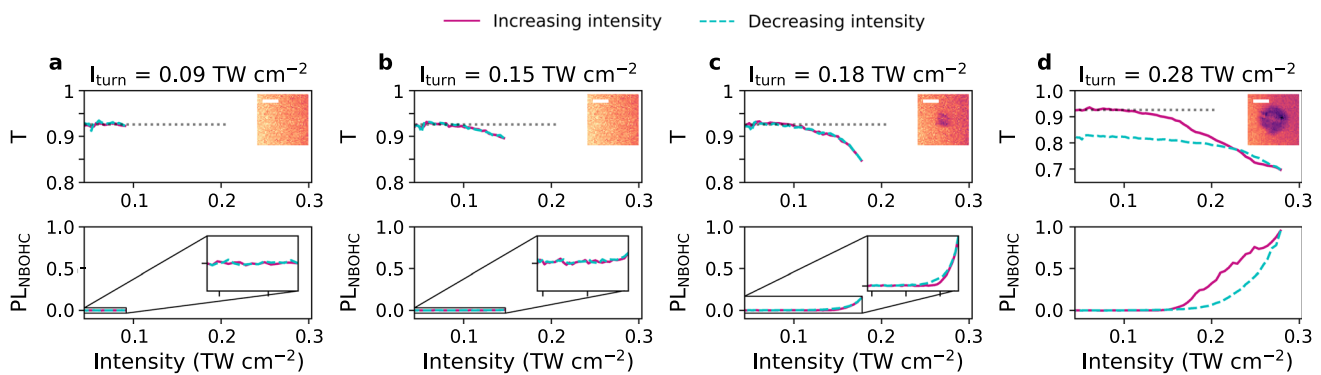 Increasing intensity Decreasing intensity
a b c d
I_turn = 0.09 TW cm⁻² I_turn = 0.15 TW cm⁻² I_turn = 0.18 TW cm⁻² I_turn = 0.28 TW cm⁻²
T
1
0.9
0.8
0.1 0.2 0.3
T
1
0.9
0.8
0.1 0.2 0.3
T
1
0.9
0.8
0.1 0.2 0.3
T
1.0
0.9
0.8
0.7
0.1 0.2 0.3
PL_NBOHC
1.0
0.5
0.0
0.1 0.2 0.3
Intensity (TW cm⁻²)
PL_NBOHC
1.0
0.5
0.0
0.1 0.2 0.3
Intensity (TW cm⁻²)
PL_NBOHC
1.0
0.5
0.0
0.1 0.2 0.3
Intensity (TW cm⁻²)
PL_NBOHC
1.0
0.5
0.0
0.1 0.2 0.3
Intensity (TW cm⁻²)